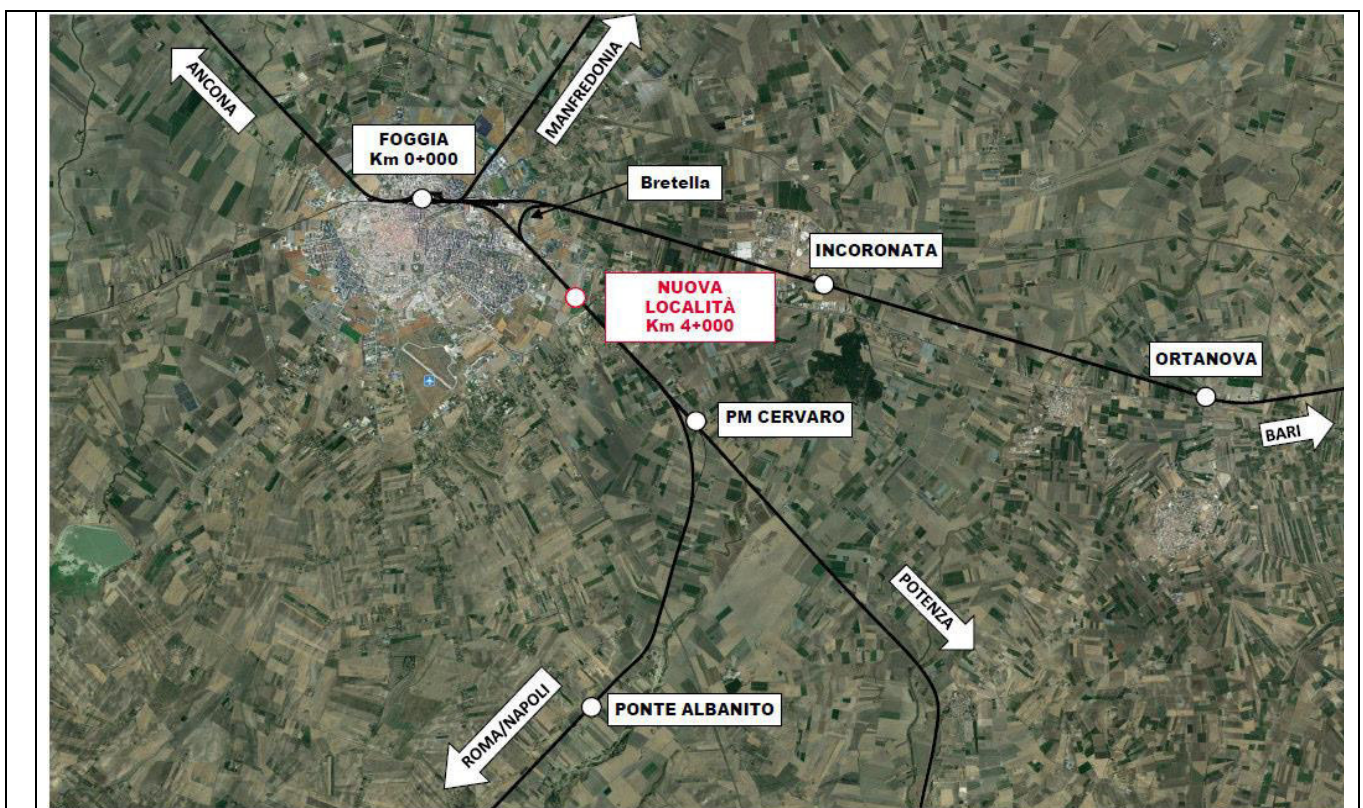 ANCONA
MANFREDONIA
FOGGIA
Km 0+000
Bretella
INCORONATA
NUOVA
LOCALITÀ
Km 4+000
ORTANOVA
BARI
PM CERVARO
POTENZA
PONTE ALBANITO
ROMA/NAPOLI